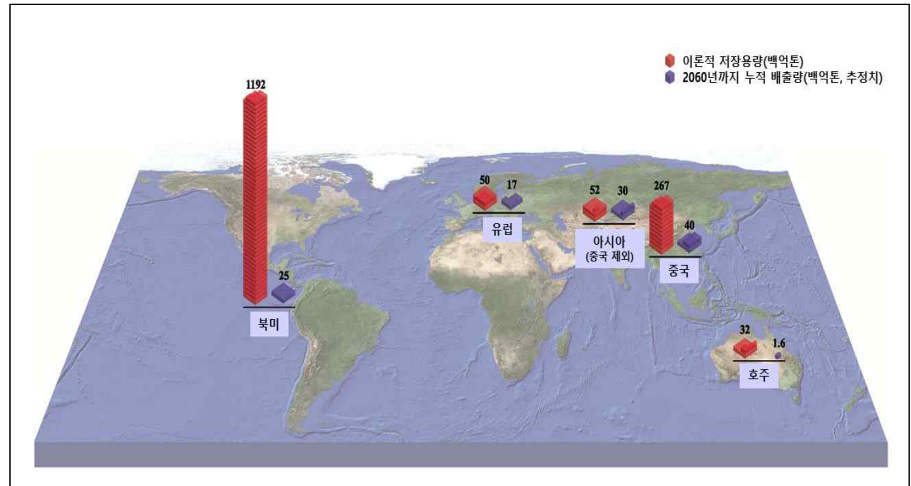 이론적 저장용량(백억톤)
2060년까지 누적 배출량(백억톤, 추정치)
1192
25
북미
50
17
유럽
52
30
아시아
(중국 제외)
267
40
중국
32
1.6
호주